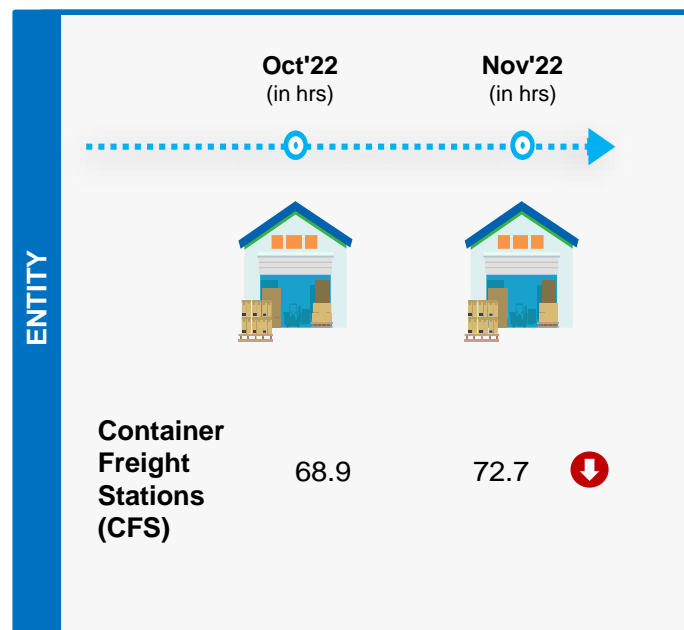 Oct'22
Nov'22
(in hrs)
(in hrs)
ENTITY
Container
Freight
Stations
(CFS)
68.9
72.7